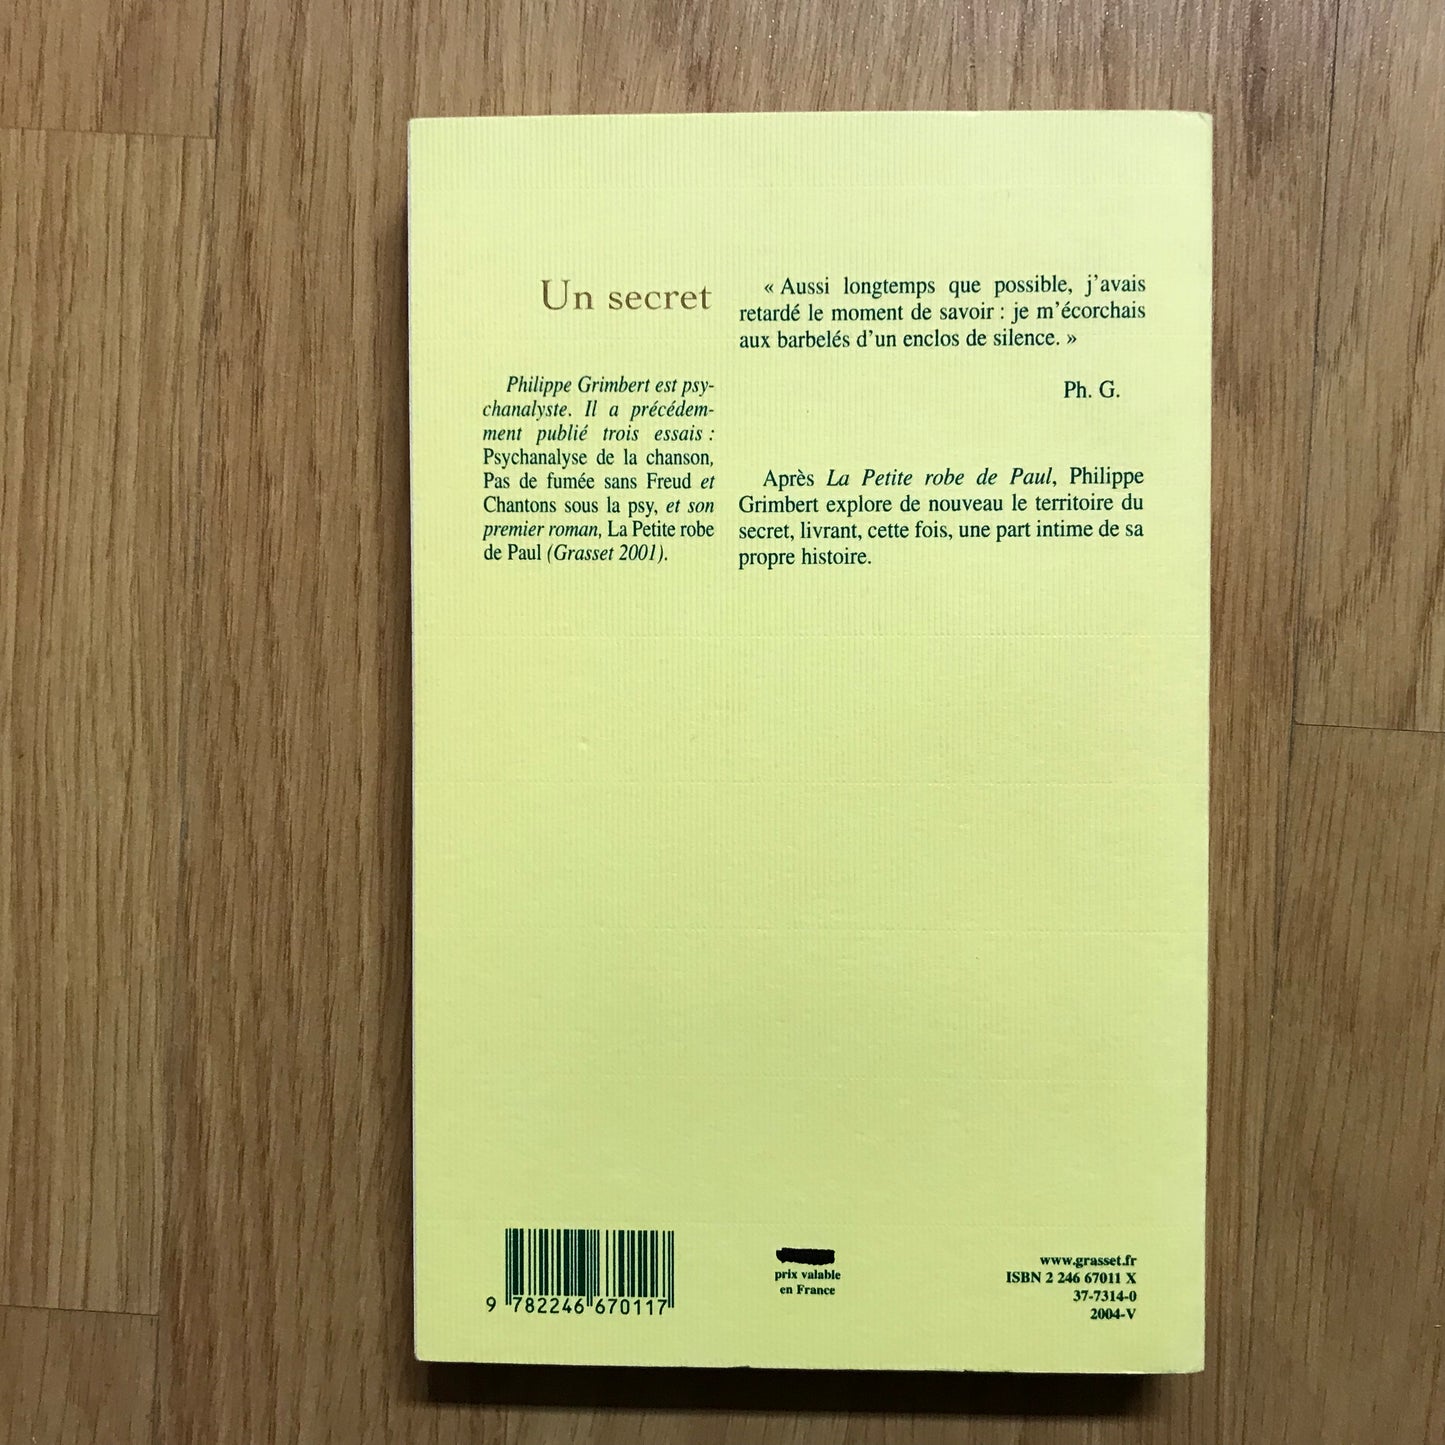 Un secret
Philippe Grimbert est psy-
chanalyste. Il a précédem-
ment publié trois essais :
Psychanalyse de la chanson,
Pas de fumée sans Freud et
Chantons sous la psy, et son
premier roman, La Petite robe
de Paul (Grasset 2001).
« Aussi longtemps que possible, j’avais
retardé le moment de savoir : je m’écorchais
aux barbelés d’un enclos de silence. »
Ph. G.
Après La Petite robe de Paul, Philippe
Grimbert explore de nouveau le territoire du
secret, livrant, cette fois, une part intime de sa
propre histoire.
9 782246 670117
prix valable
en France
www.grasset.fr
ISBN 2 246 67011 X
37-7314-0
2004-V